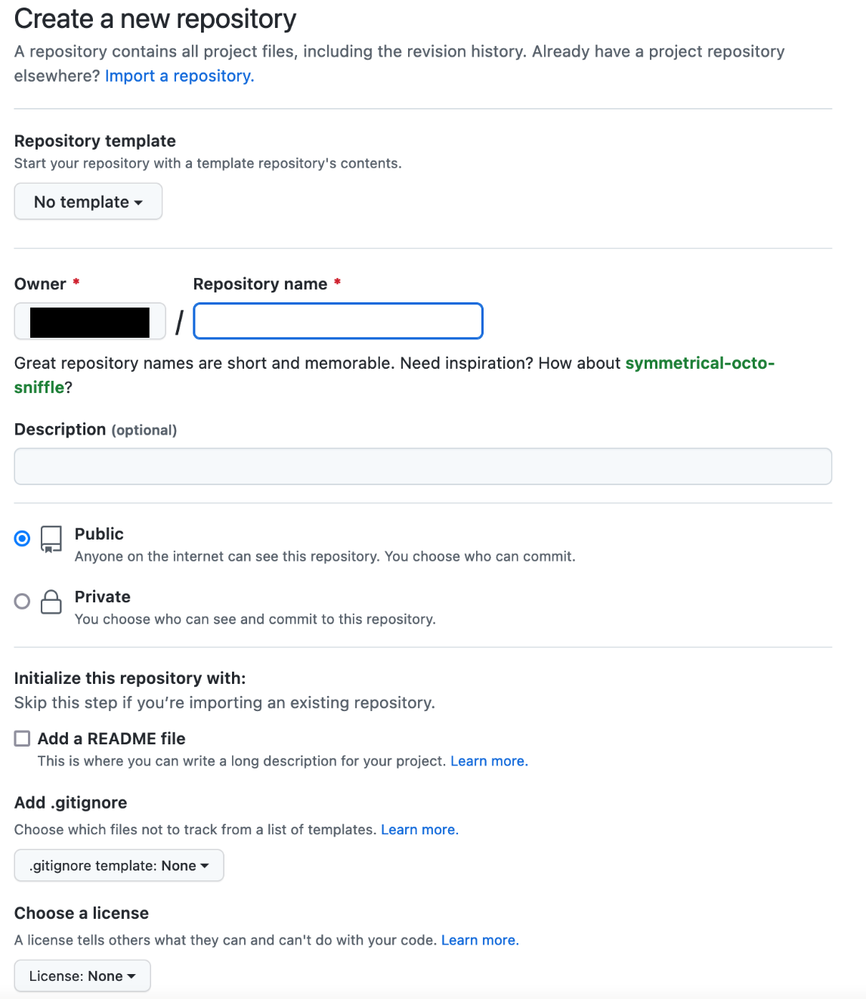 Create a new repository
A repository contains all project files, including the revision history. Already have a project repository
elsewhere? Import a repository.
Repository template
Start your repository with a template repository's contents.
No template
Owner *
Repository name *
/
Great repository names are short and memorable. Need inspiration? How about symmetrical-octo-
sniffle?
Description (optional)
Public
Anyone on the internet can see this repository. You choose who can commit.
Private
You choose who can see and commit to this repository.
Initialize this repository with:
Skip this step if you’re importing an existing repository.
Add a README file
This is where you can write a long description for your project. Learn more.
Add .gitignore
Choose which files not to track from a list of templates. Learn more.
.gitignore template: None
Choose a license
A license tells others what they can and can't do with your code. Learn more.
License: None